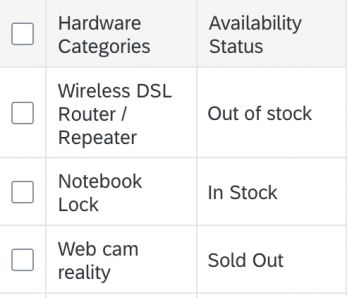 Hardware
Categories
Availability
Status
Wireless DSL
Router /
Repeater
Out of stock
Notebook
Lock
In Stock
Web cam
reality
Sold Out